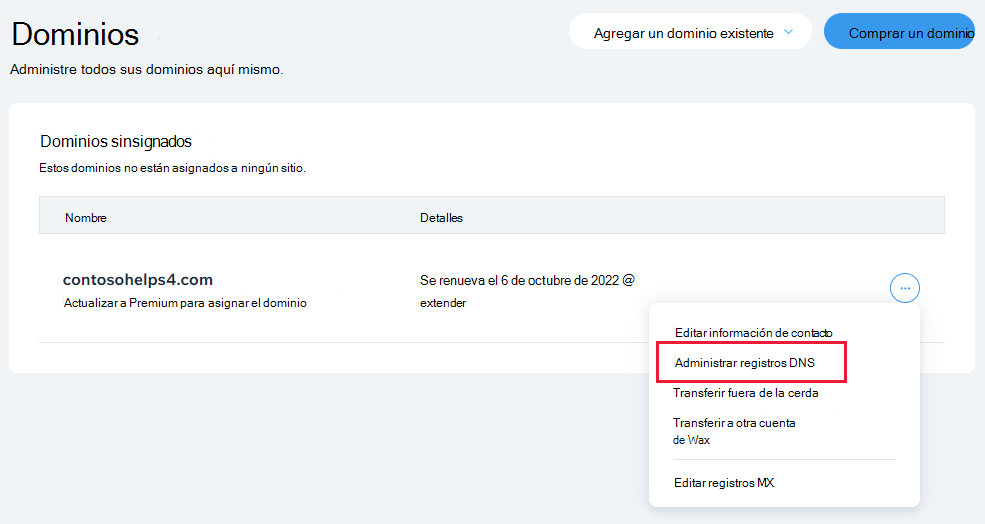 Dominios
Agregar un dominio existente
Comprar un dominio
Administre todos sus dominios aquí mismo.
Dominios sinsignados
Estos dominios no están asignados a ningún sitio.
Nombre
Detalles
contosohelps4.com
Se renueva el 6 de octubre de 2022 @
Actualizar a Premium para asignar el dominio
extender
Editar información de contacto
Administrar registros DNS
Transferir fuera de la cerda
Transferir a otra cuenta
de Wax
Editar registros MX